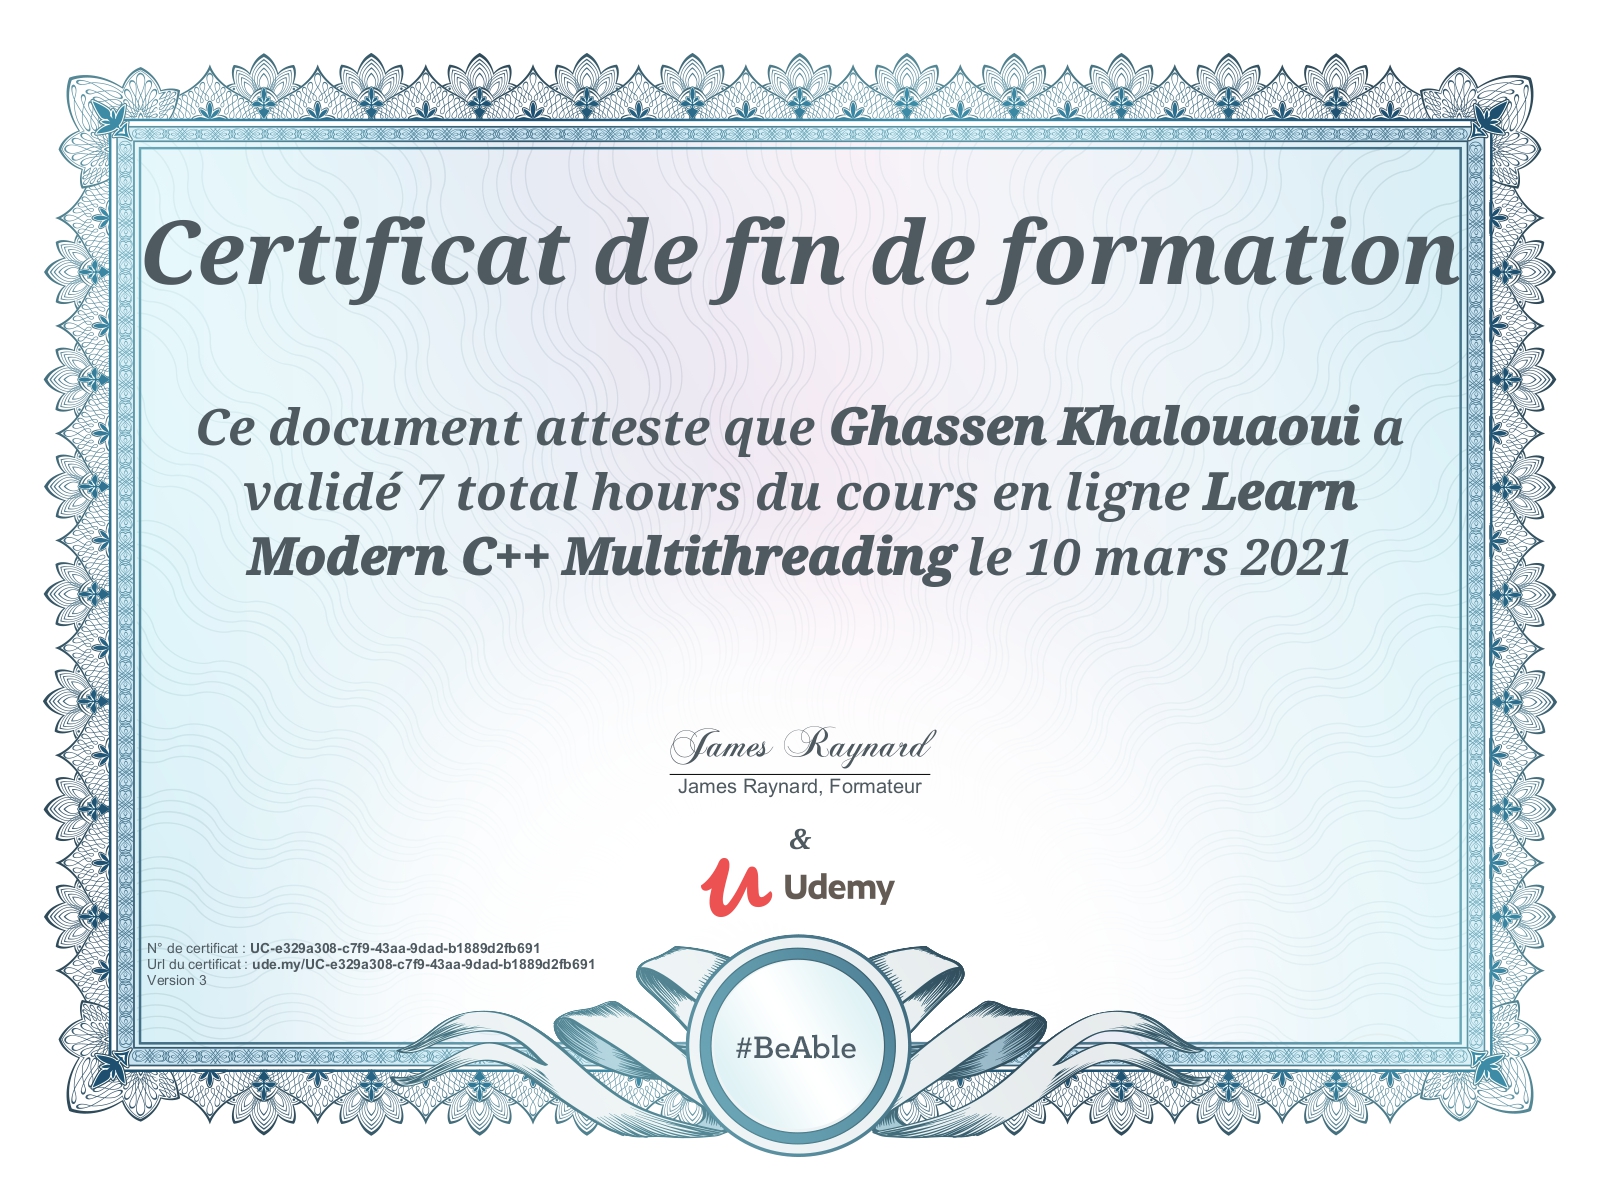 Certificat de fin de formation
Ce document atteste que Ghassen Khalouaoui a
validé 7 total hours du cours en ligne Learn
Modern C++ Multithreading le 10 mars 2021
James Raynard
James Raynard, Formateur
&
Udemy
N° de certificat : UC-e329a308-c7f9-43aa-9dad-b1889d2fb691
Url du certificat : ude.my/UC-e329a308-c7f9-43aa-9dad-b1889d2fb691
Version 3
#BeAble